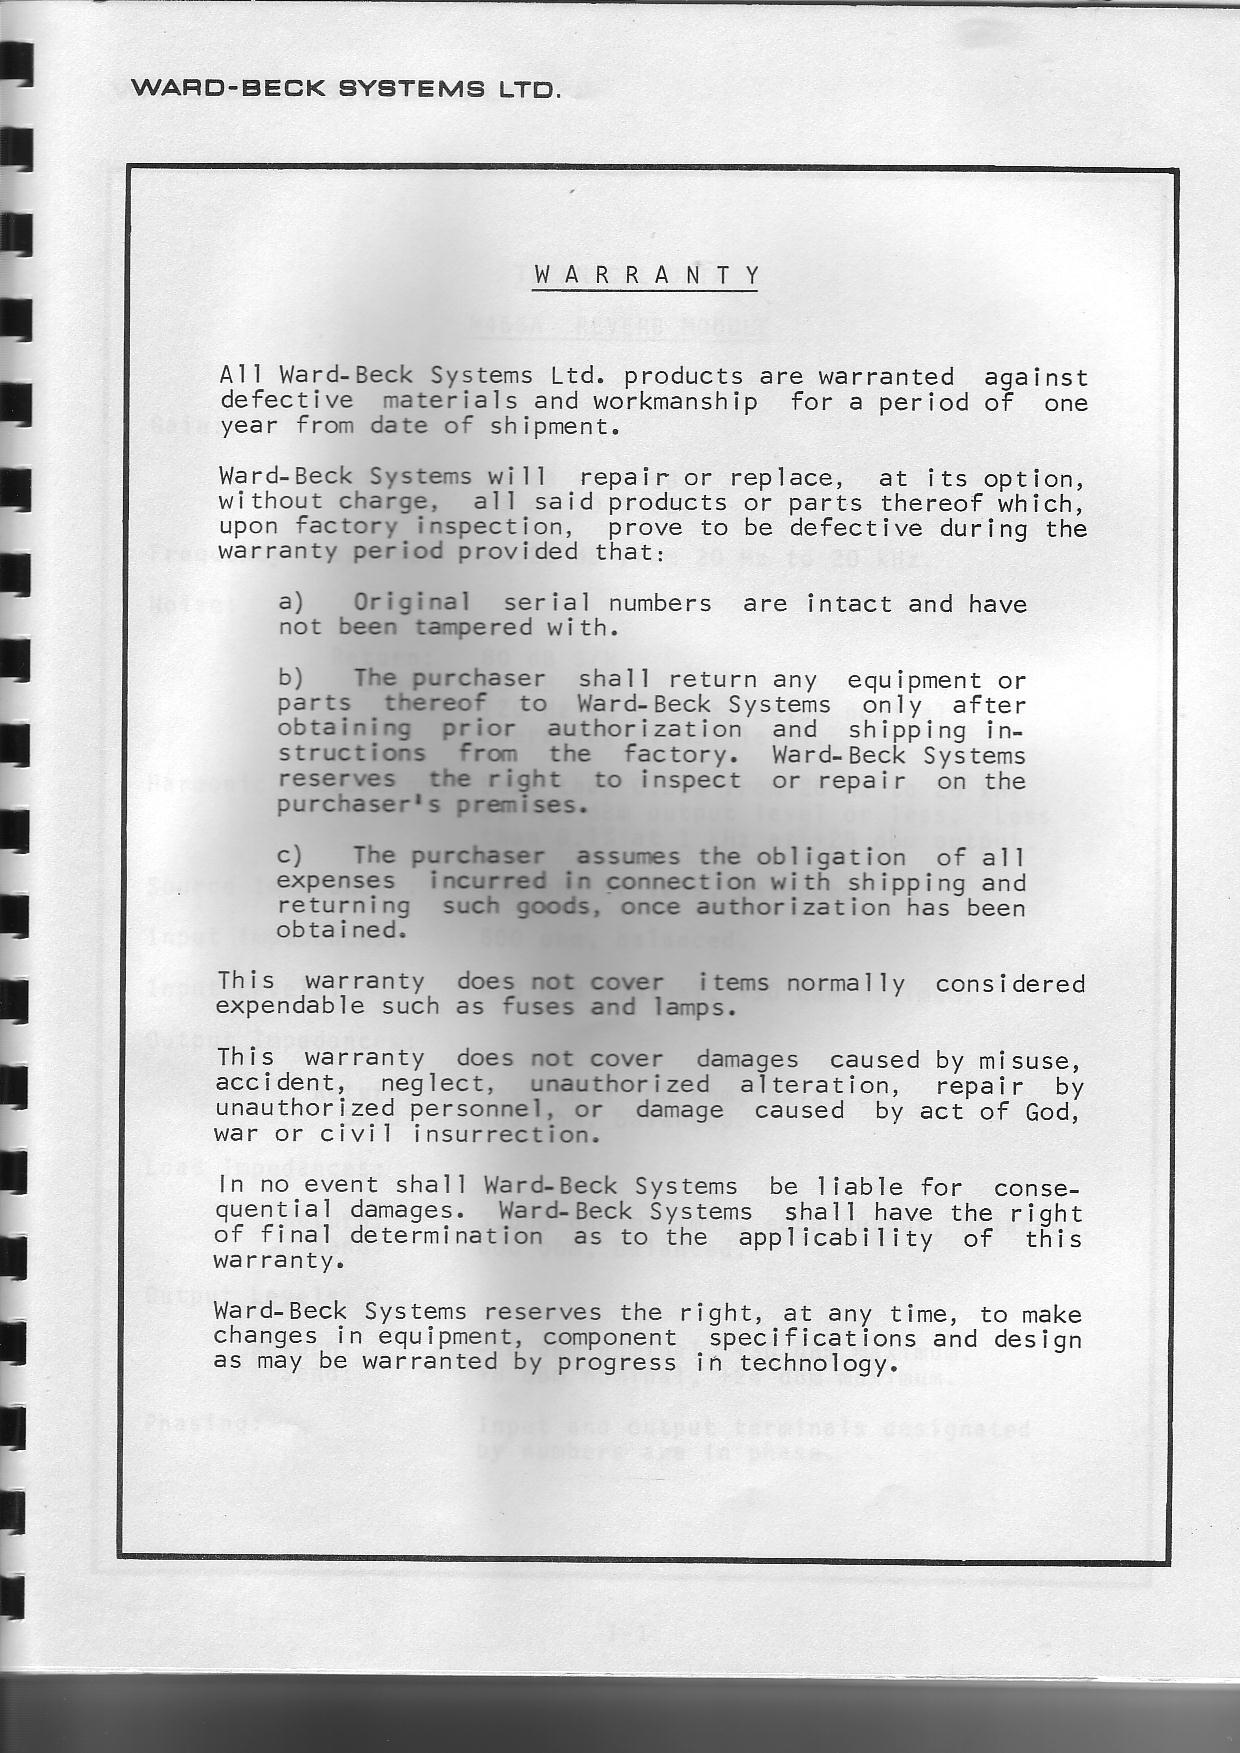 WARD-BECK SYSTEMS LTD.
WARRANTY
All Ward-Beck Systems Ltd. products are warranted against
defective materials and workmanship for a period of one
year from date of shipment.
Ward-Beck Systems will repair or replace, at its option,
without charge, all said products or parts thereof which,
upon factory inspection, prove to be defective during the
warranty period provided that:
a) Original serial numbers are intact and have
not been tampered with.
b) The purchaser shall return any equipment or
parts thereof to Ward-Beck Systems only after
obtaining prior authorization and shipping in-
structions from the factory. Ward-Beck Systems
reserves the right to inspect or repair on the
purchaser's premises.
c) The purchaser assumes the obligation of all
expenses incurred in connection with shipping and
returning such goods, once authorization has been
obtained.
This warranty does not cover items normally considered
expendable such as fuses and lamps.
This warranty does not cover damages caused by misuse,
accident, neglect, unauthorized alteration, repair by
unauthorized personnel, or damage caused by act of God,
war or civil insurrection.
In no event shall Ward-Beck Systems be liable for conse-
quential damages. Ward-Beck Systems shall have the right
of final determination as to the applicability of this
warranty.
Ward-Beck Systems reserves the right, at any time, to make
changes in equipment, component specifications and design
as may be warranted by progress in technology.